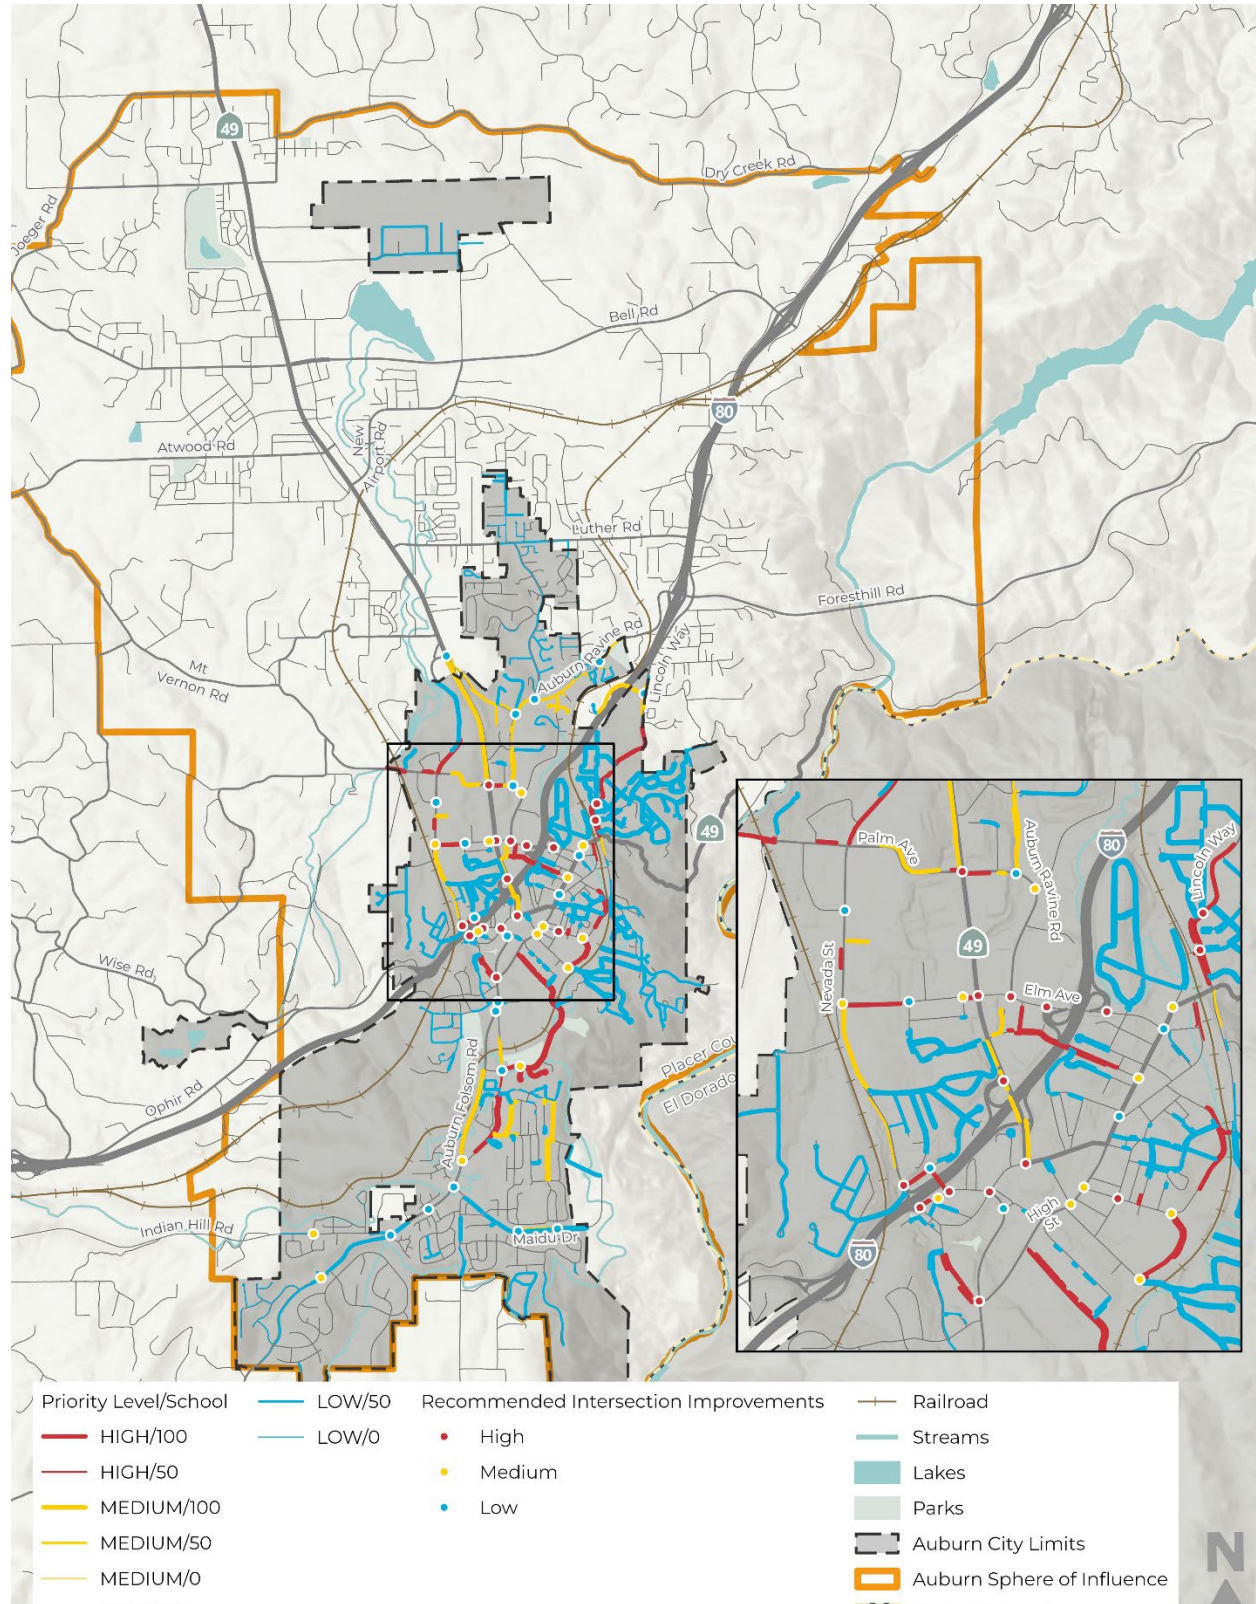 49
Dry Creek Rd
Joeger Rd
Bell Rd
80
New
Airport Rd
Atwood Rd
Luther Rd
Foresthill Rd
Mt
Vernon Rd
Auburn Ravine Rd
Lincoln Way
49
Wise Rd
Ophir Rd
Auburn Folsom Rd
Placer Cou
El Dorado
Indian Hill Rd
Maidu Dr
Palm Ave
Auburn Ravine Rd
80
Lincoln Way
49
Nevada St
Elm Ave
High
St
80
Priority Level/School
HIGH/100
HIGH/50
MEDIUM/100
MEDIUM/50
MEDIUM/0
LOW/50
LOW/0
Recommended Intersection Improvements
High
Medium
Low
Railroad
Streams
Lakes
Parks
Auburn City Limits
Auburn Sphere of Influence
N